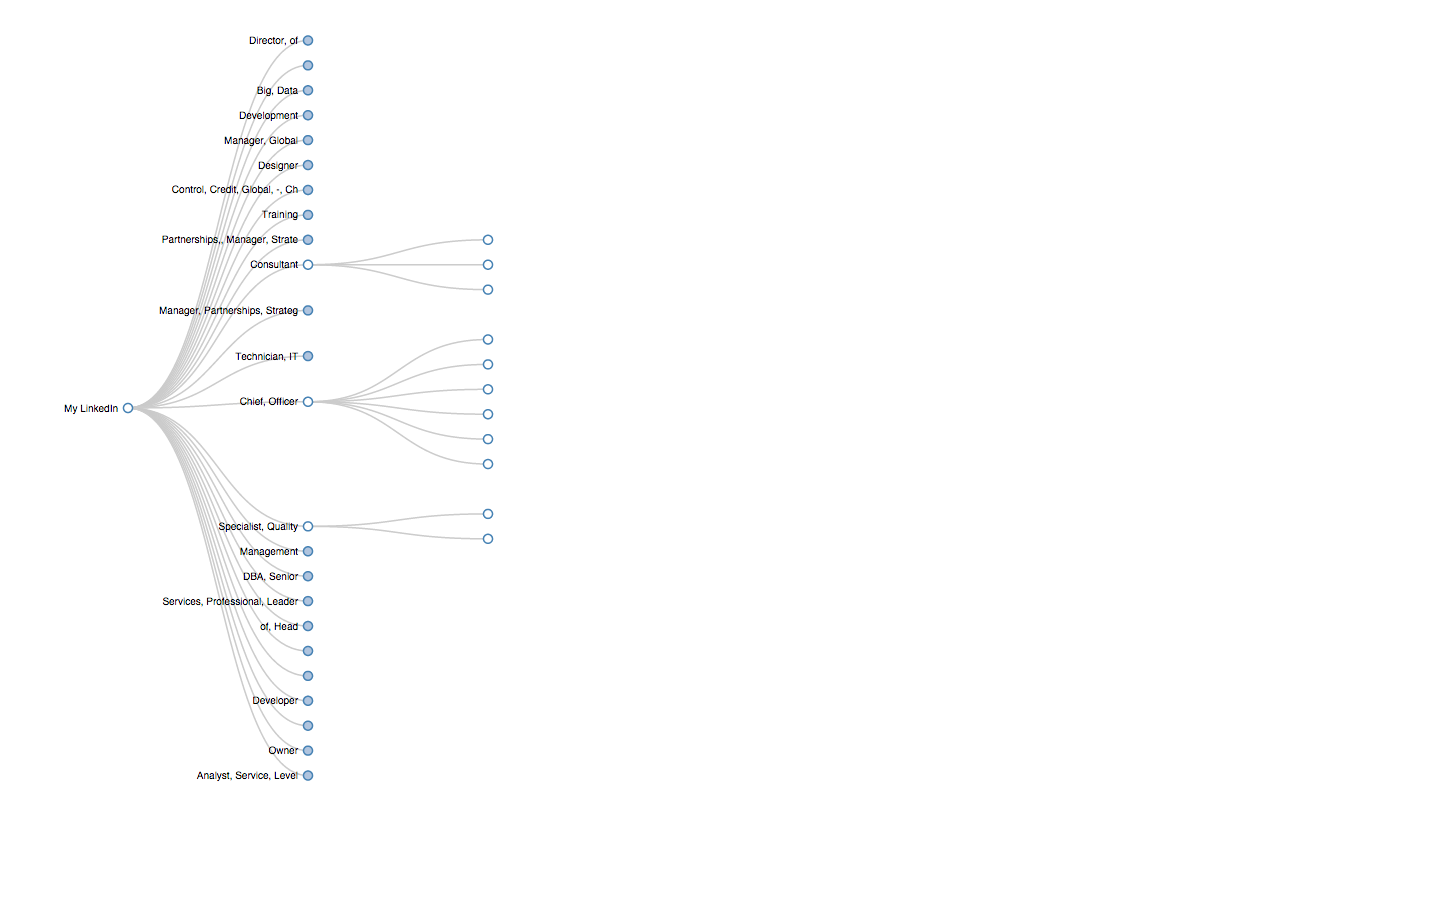 Director, of
Big, Data
Development
Manager, Global
Designer
Control, Credit, Global, -, Ch
Training
Partnerships,, Manager, Strate
Consultant
Manager, Partnerships, Strateg
Technician, IT
Chief, Officer
My LinkedIn
Specialist, Quality
Management
DBA, Senior
Services, Professional, Leader
of, Head
Developer
Owner
Analyst, Service, Level